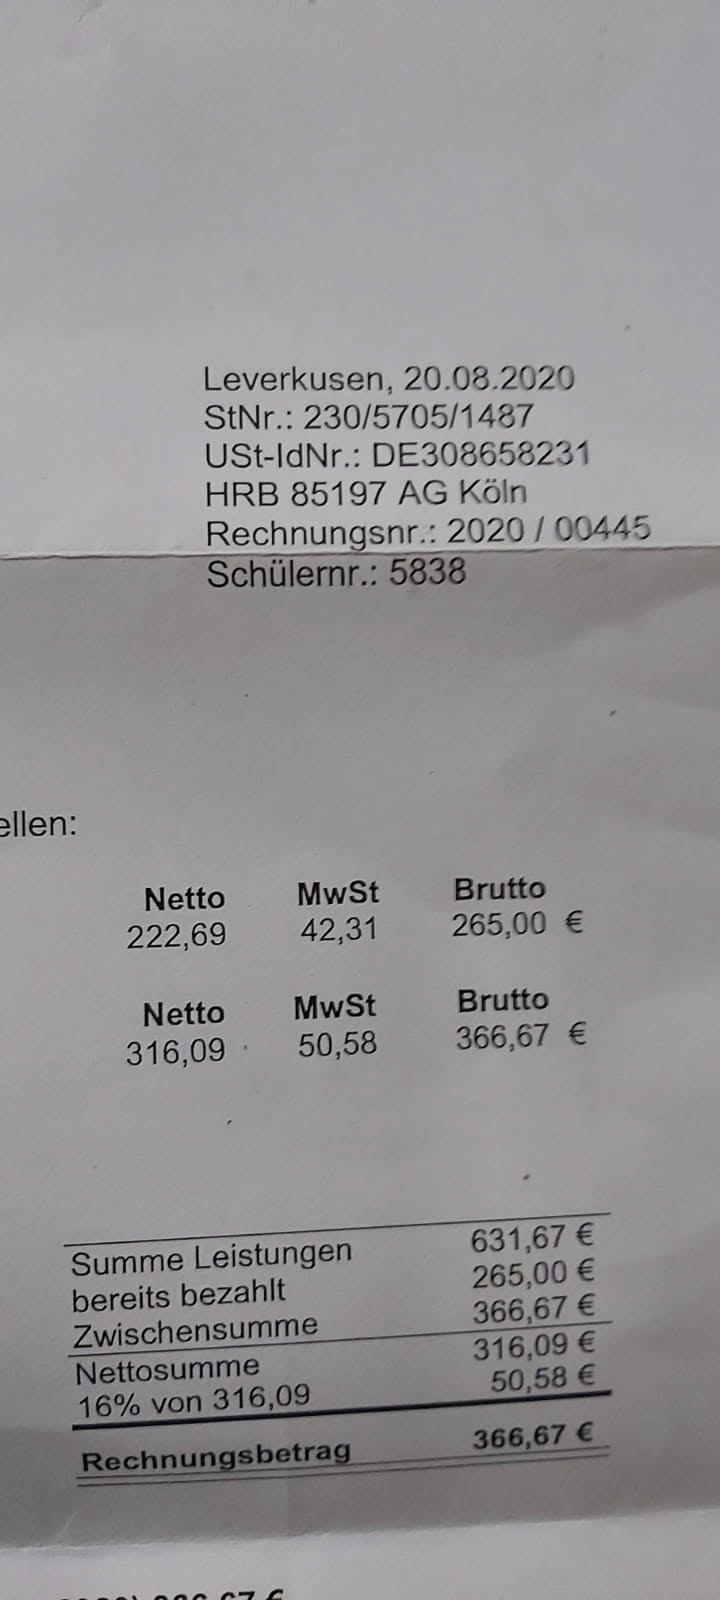 Leverkusen, 20.08.2020
StNr.: 230/5705/1487
USt-IdNr.: DE308658231
HRB 85197 AG Köln
Rechnungsnr.: 2020 / 00445
Schülernr.: 5838
ellen:
Netto MwSt Brutto
222,69 42,31 265,00 €
Netto MwSt Brutto
316,09 50,58 366,67 €
Summe Leistungen 631,67 €
bereits bezahlt 265,00 €
Zwischensumme 366,67 €
Nettosumme 316,09 €
16% von 316,09 50,58 €
Rechnungsbetrag 366,67 €